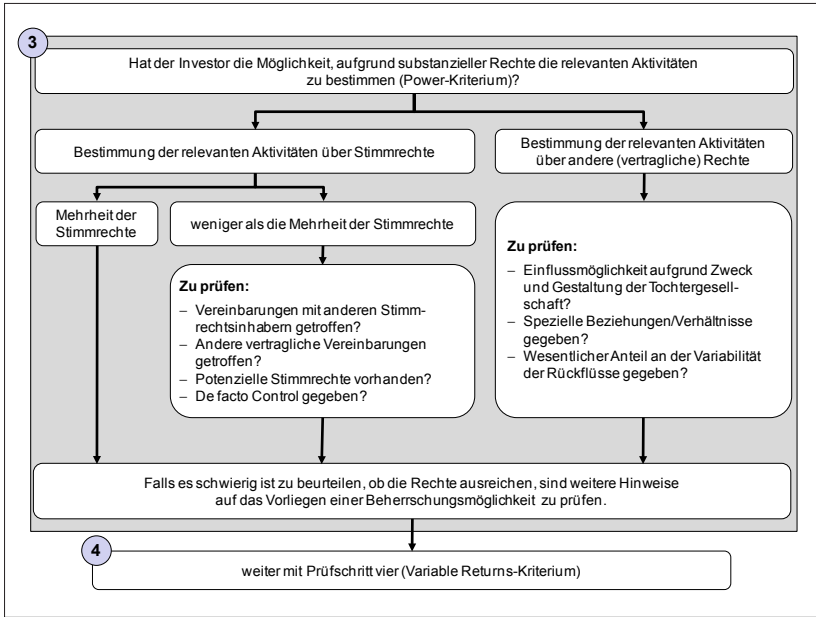 3
Hat der Investor die Möglichkeit, aufgrund substanzieller Rechte die relevanten Aktivitäten
zu bestimmen (Power-Kriterium)?
Bestimmung der relevanten Aktivitäten über Stimmrechte
Bestimmung der relevanten Aktivitäten
über andere (vertragliche) Rechte
Mehrheit der
Stimmrechte
weniger als die Mehrheit der Stimmrechte
Zu prüfen:
– Vereinbarungen mit anderen Stimm-
rechtsinhabern getroffen?
– Andere vertragliche Vereinbarungen
getroffen?
– Potenzielle Stimmrechte vorhanden?
– De facto Control gegeben?
Zu prüfen:
– Einflussmöglichkeit aufgrund Zweck
und Gestaltung der Tochtergesell-
schaft?
– Spezielle Beziehungen/Verhältnisse
gegeben?
– Wesentlicher Anteil an der Variabilität
der Rückflüsse gegeben?
Falls es schwierig ist zu beurteilen, ob die Rechte ausreichen, sind weitere Hinweise
auf das Vorliegen einer Beherrschungsmöglichkeit zu prüfen.
4
weiter mit Prüfschritt vier (Variable Returns-Kriterium)